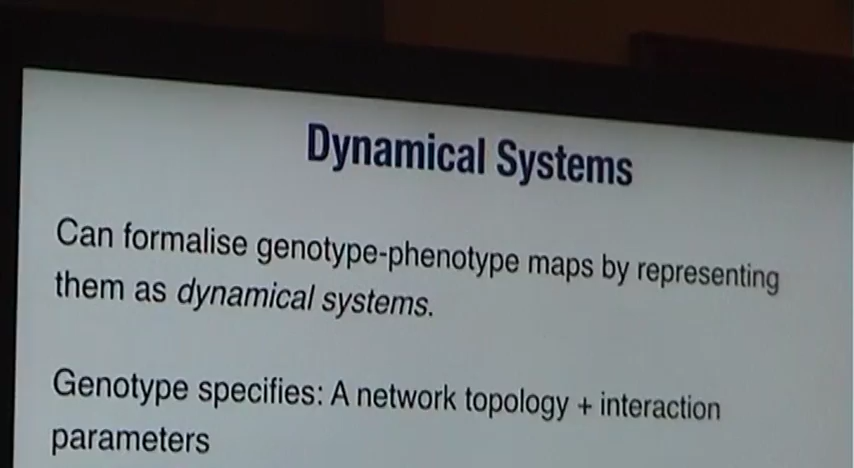 Dynamical Systems
Can formalise genotype-phenotype maps by representing
them as dynamical systems.
Genotype specifies: A network topology + interaction
parameters